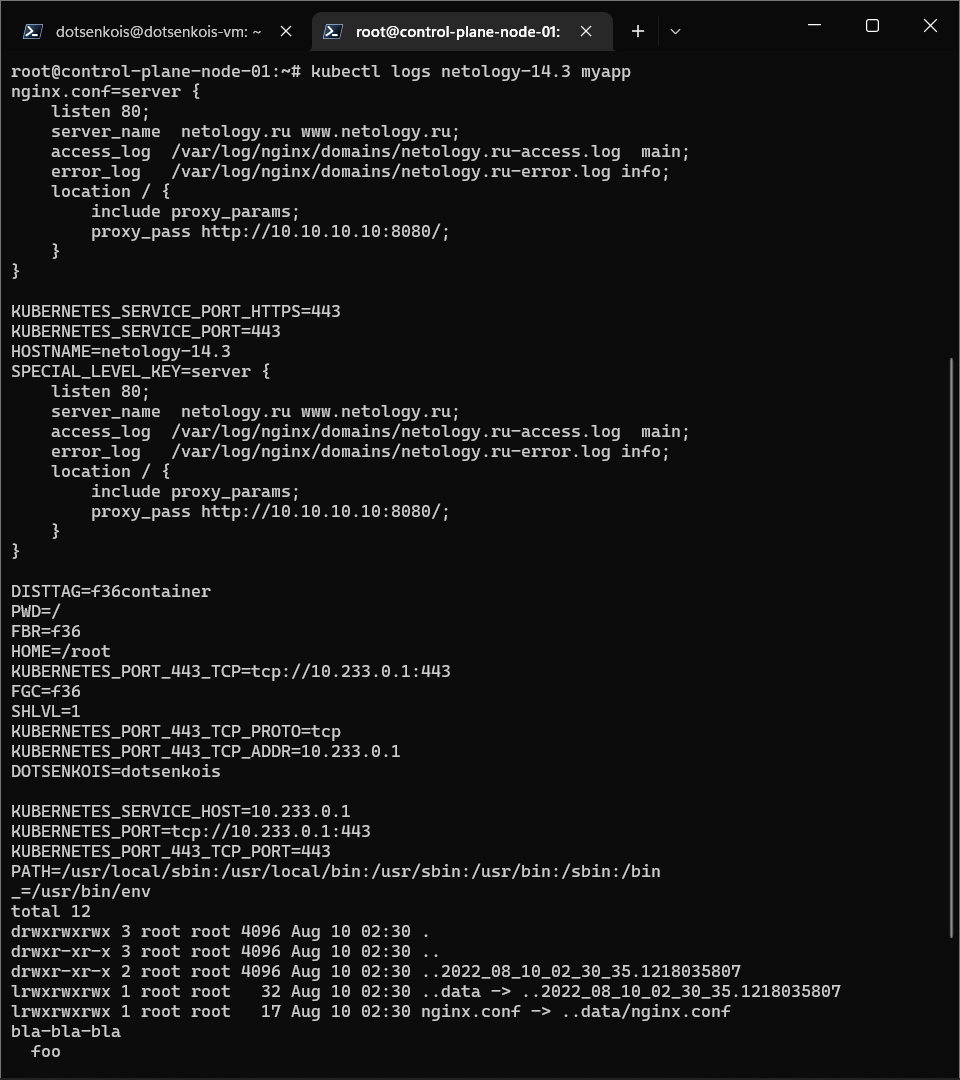 dotsenkois@dotsenkois-vm: ~
root@control-plane-node-01:
root@control-plane-node-01:~# kubectl logs netology-14.3 myapp
nginx.conf=server {
    listen 80;
    server_name  netology.ru www.netology.ru;
    access_log  /var/log/nginx/domains/netology.ru-access.log  main;
    error_log   /var/log/nginx/domains/netology.ru-error.log info;
    location / {
        include proxy_params;
        proxy_pass http://10.10.10.10:8080/;
    }
}

KUBERNETES_SERVICE_PORT_HTTPS=443
KUBERNETES_SERVICE_PORT=443
HOSTNAME=netology-14.3
SPECIAL_LEVEL_KEY=server {
    listen 80;
    server_name  netology.ru www.netology.ru;
    access_log  /var/log/nginx/domains/netology.ru-access.log  main;
    error_log   /var/log/nginx/domains/netology.ru-error.log info;
    location / {
        include proxy_params;
        proxy_pass http://10.10.10.10:8080/;
    }
}

DISTTAG=f36container
PWD=/
FBR=f36
HOME=/root
KUBERNETES_PORT_443_TCP=tcp://10.233.0.1:443
FGC=f36
SHLVL=1
KUBERNETES_PORT_443_TCP_PROTO=tcp
KUBERNETES_PORT_443_TCP_ADDR=10.233.0.1
DOTSENKOIS=dotsenkois

KUBERNETES_SERVICE_HOST=10.233.0.1
KUBERNETES_PORT=tcp://10.233.0.1:443
KUBERNETES_PORT_443_TCP_PORT=443
PATH=/usr/local/sbin:/usr/local/bin:/usr/sbin:/usr/bin:/sbin:/bin
_=/usr/bin/env
total 12
drwxrwxrwx 3 root root 4096 Aug 10 02:30 .
drwxr-xr-x 3 root root 4096 Aug 10 02:30 ..
drwxr-xr-x 2 root root 4096 Aug 10 02:30 ..2022_08_10_02_30_35.1218035807
lrwxrwxrwx 1 root root   32 Aug 10 02:30 ..data -> ..2022_08_10_02_30_35.1218035807
lrwxrwxrwx 1 root root   17 Aug 10 02:30 nginx.conf -> ..data/nginx.conf
bla-bla-bla
  foo